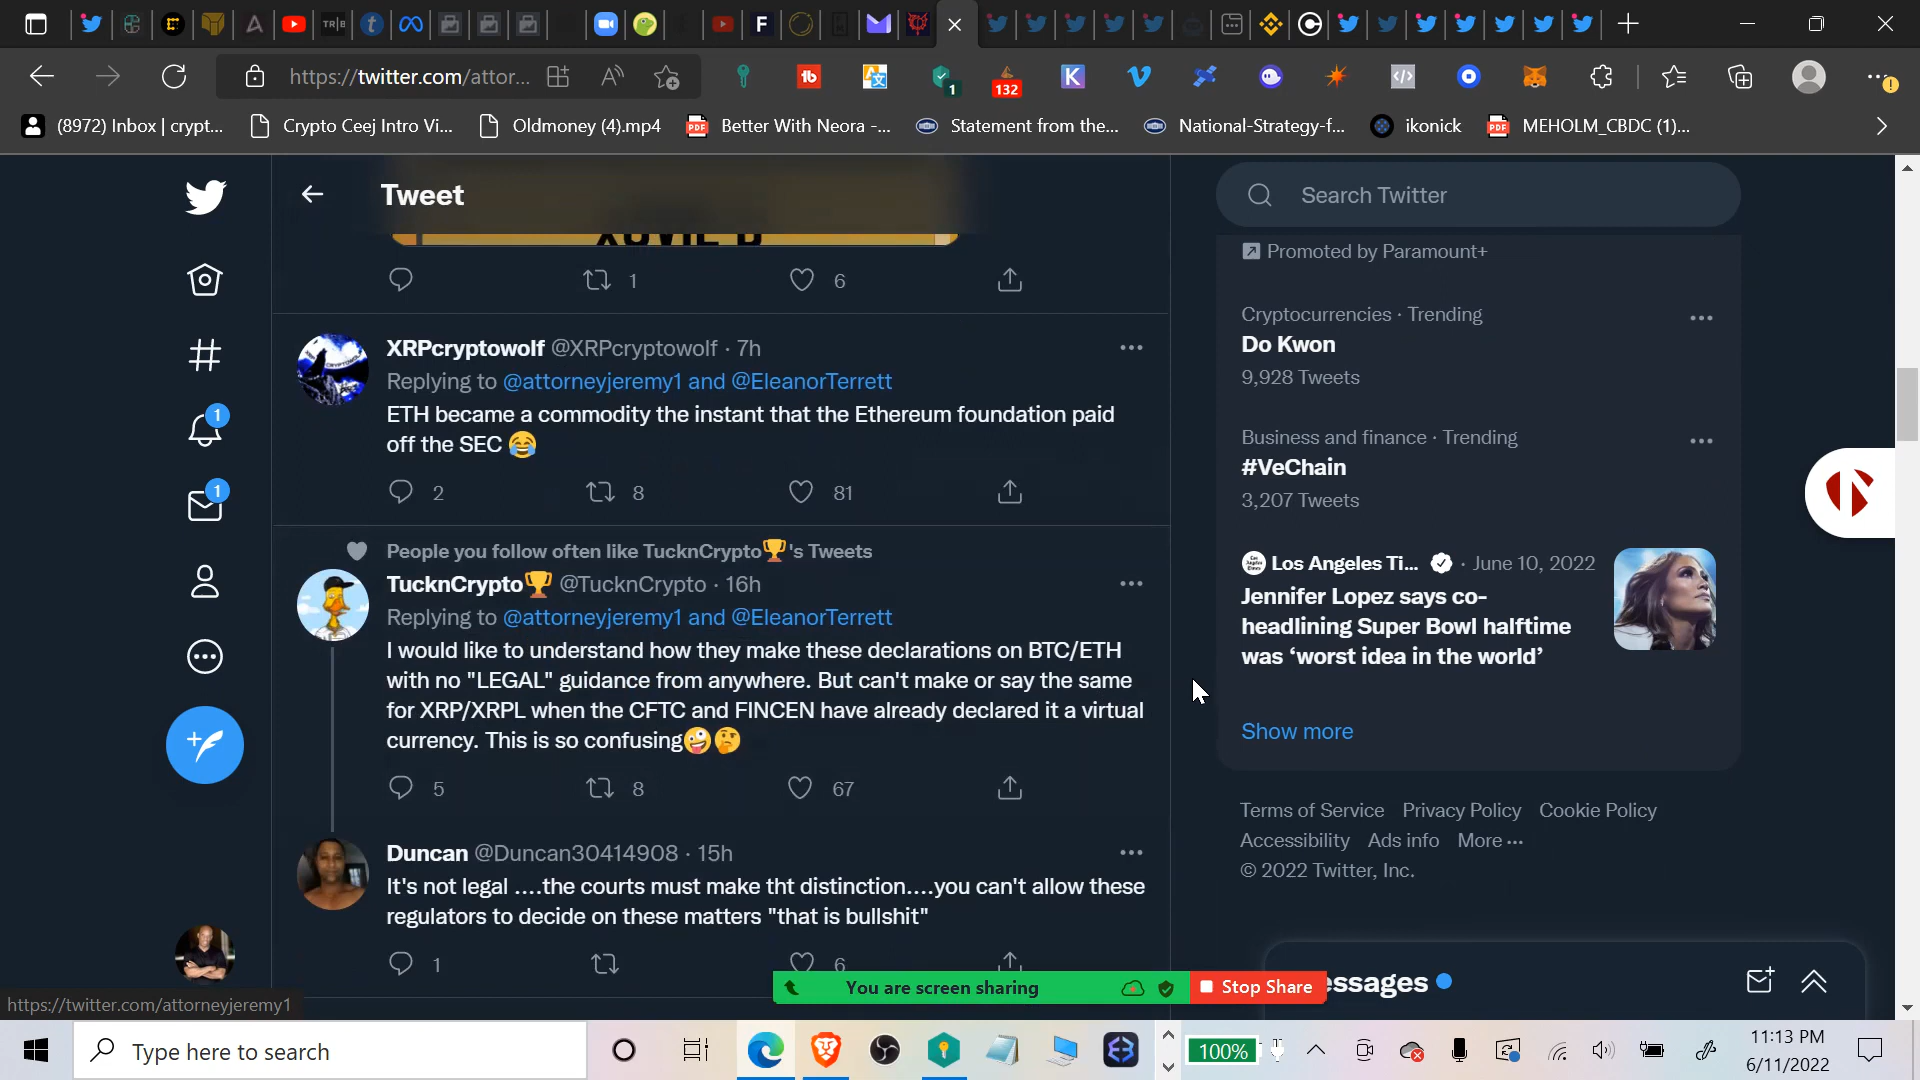 https://twitter.com/attor...
1
132
(8972) Inbox | crypt...
Crypto Ceej Intro Vi...
Oldmoney (4).mp4
Better With Neora -...
Statement from the...
National-Strategy-f...
ikonick
MEHOLM_CBDC (1)...
Tweet
Search Twitter
1
6
Promoted by Paramount+
Cryptocurrencies · Trending
Do Kwon
9,928 Tweets
Business and finance · Trending
#VeChain
3,207 Tweets
Los Angeles Ti... · June 10, 2022
Jennifer Lopez says co-
headlining Super Bowl halftime
was ‘worst idea in the world’
Show more
Terms of Service Privacy Policy Cookie Policy
Accessibility Ads info More ···
© 2022 Twitter, Inc.
XRPcryptowolf @XRPcryptowolf · 7h
Replying to @attorneyjeremy1 and @EleanorTerrett
ETH became a commodity the instant that the Ethereum foundation paid
off the SEC 😂
2 8 81
People you follow often like TucknCrypto🏆's Tweets
TucknCrypto🏆 @TucknCrypto · 16h
Replying to @attorneyjeremy1 and @EleanorTerrett
I would like to understand how they make these declarations on BTC/ETH
with no "LEGAL" guidance from anywhere. But can't make or say the same
for XRP/XRPL when the CFTC and FINCEN have already declared it a virtual
currency. This is so confusing🤪🤔
5 8 67
Duncan @Duncan30414908 · 15h
It's not legal ....the courts must make tht distinction....you can't allow these
regulators to decide on these matters "that is bullshit"
1 6
1
1
You are screen sharing
Stop Share
essages
https://twitter.com/attorneyjeremy1
Type here to search
100%
11:13 PM
6/11/2022